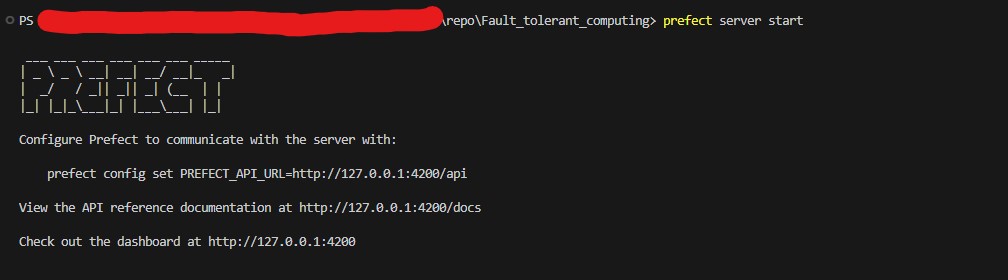 PS \repo\Fault_tolerant_computing> prefect server start
 ___ ___ ___ ___ ___ ___ _____
| _ \ _ \ __| __| __/ __|_   _|
|  _/   / _|| _|| _| (__  | |
|_| |_|_\___|_| |___\___| |_|
Configure Prefect to communicate with the server with:
prefect config set PREFECT_API_URL=http://127.0.0.1:4200/api
View the API reference documentation at http://127.0.0.1:4200/docs
Check out the dashboard at http://127.0.0.1:4200